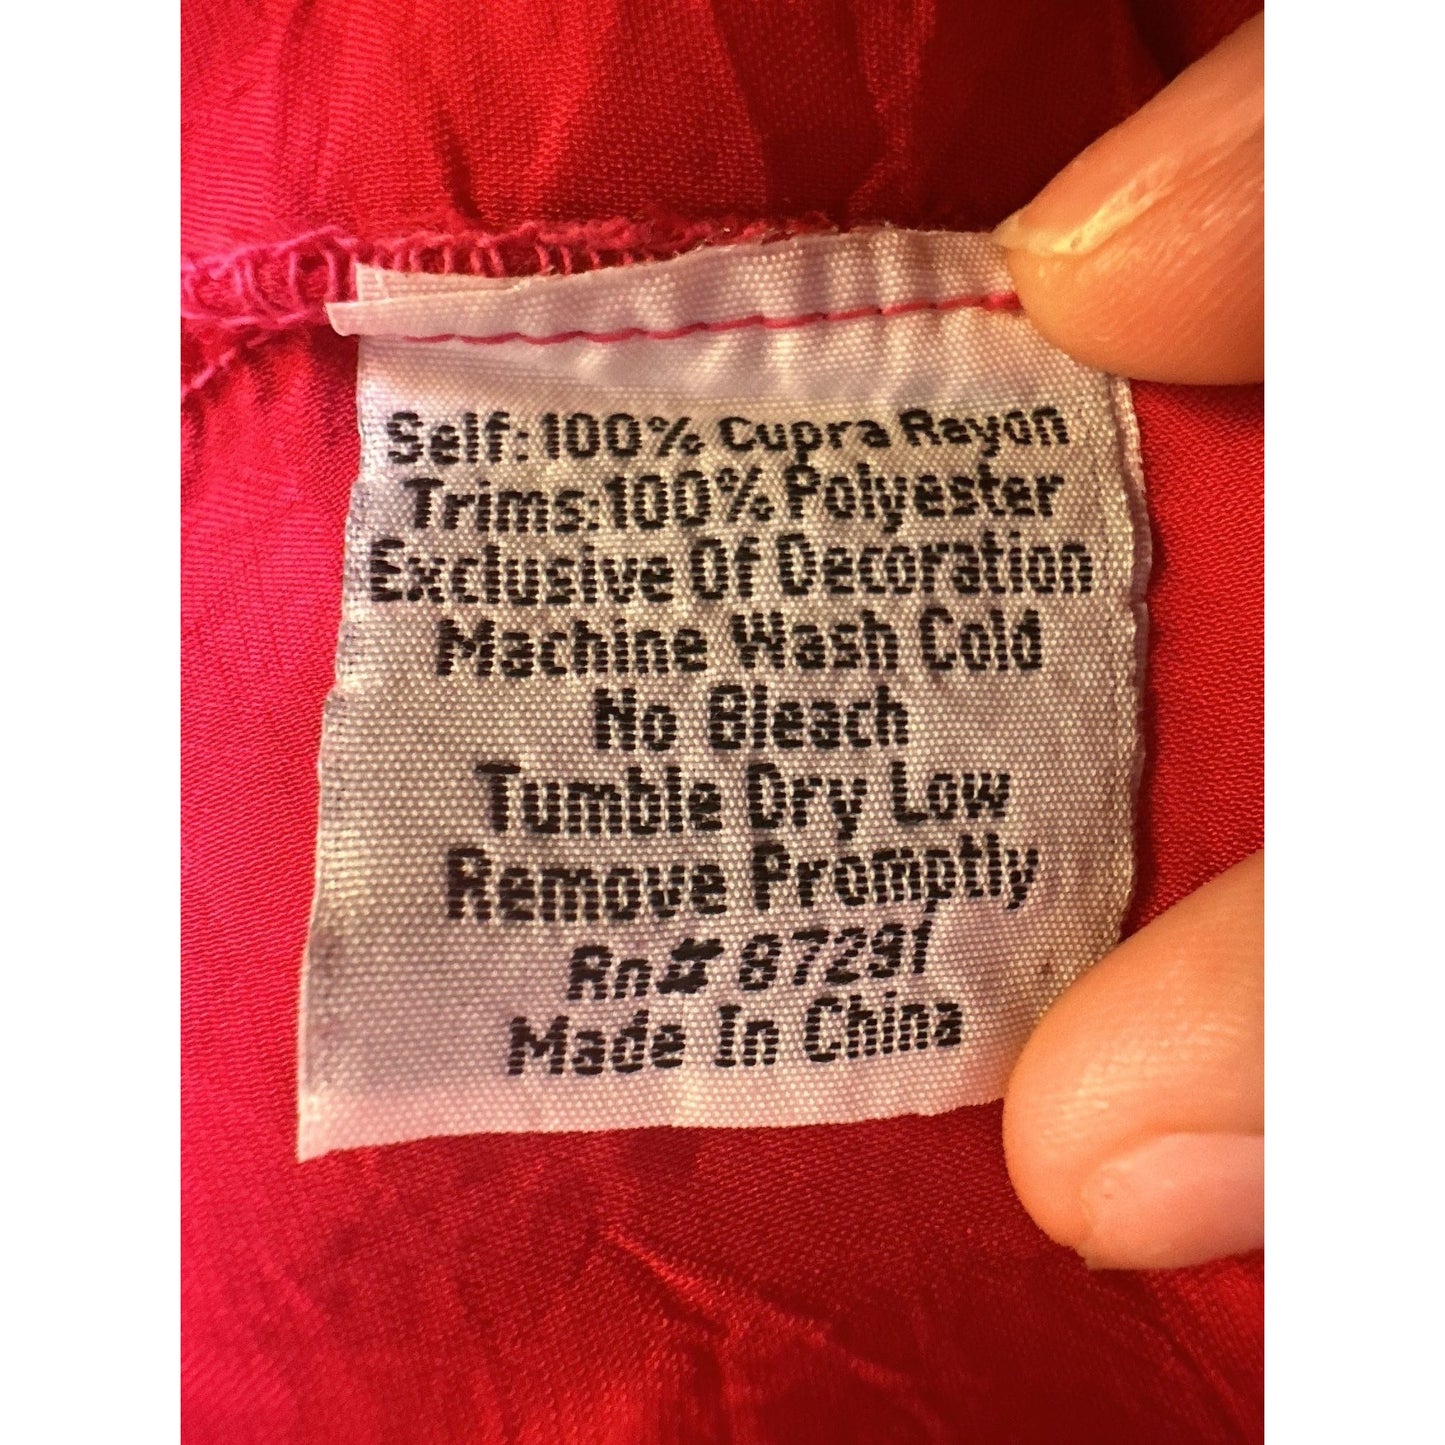 Self: 100% Cupra Rayon
Trims: 100% Polyester
Exclusive Of Decoration
Machine Wash Cold
No Bleach
Tumble Dry Low
Remove Promptly
Rn# 87291
Made In China